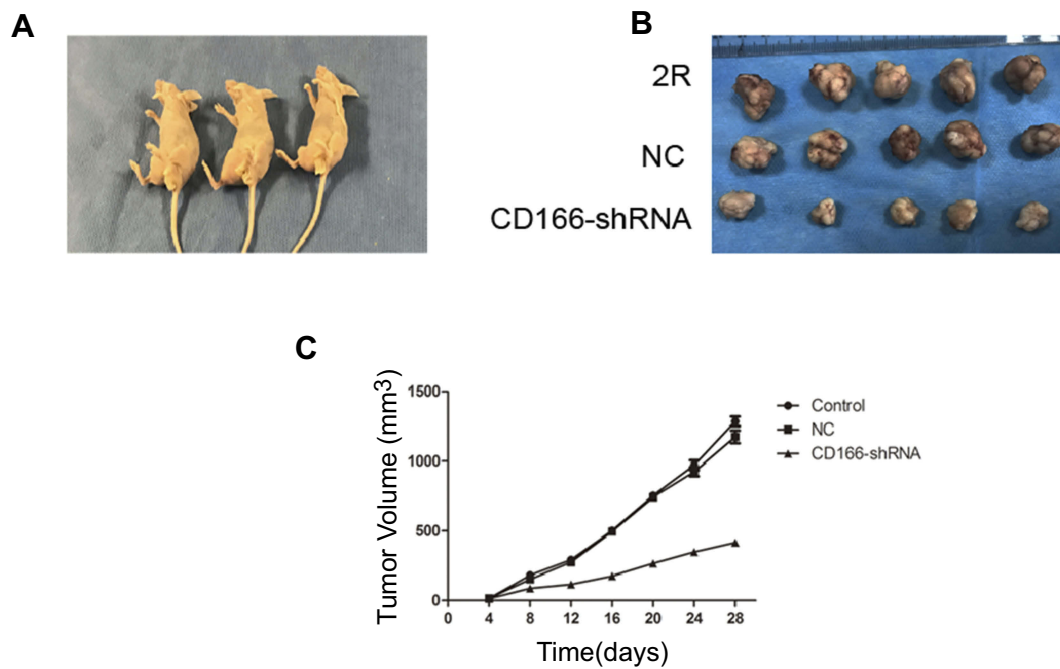 A
B
2R
NC
CD166-shRNA
C
Tumor Volume (mm3)
1500
1000
500
0
0 4 8 12 16 20 24 28
Time(days)
Control
NC
CD166-shRNA